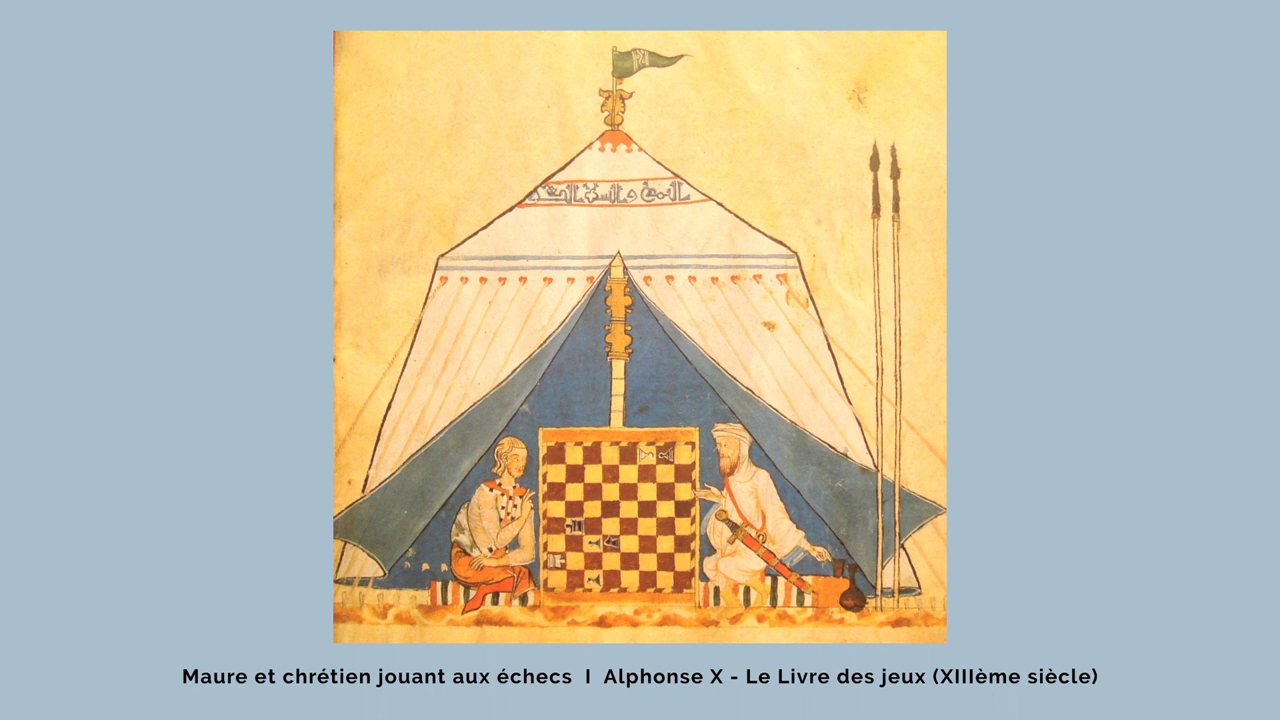 Maure et chrétien jouant aux échecs I Alphonse X - Le Livre des jeux (XIIIème siècle)